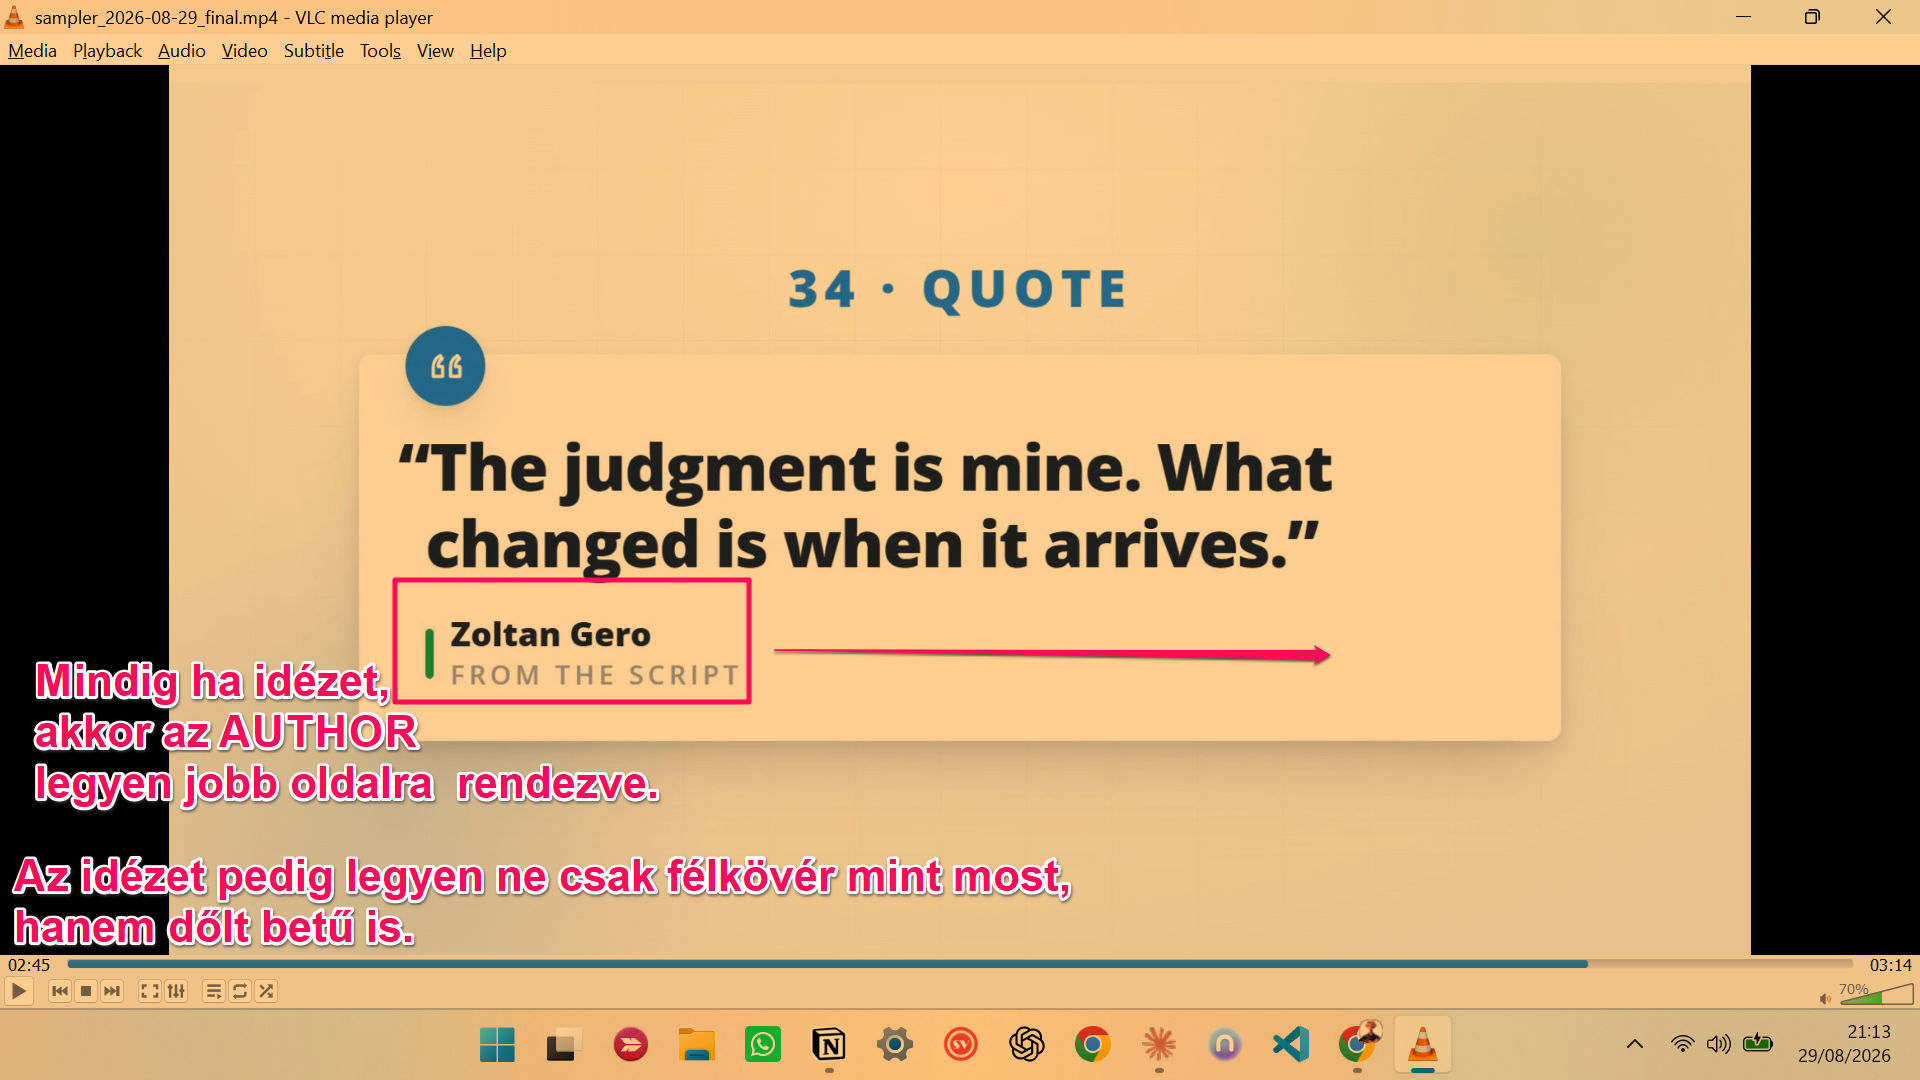 sampler_2026-08-29_final.mp4 - VLC media player
Media Playback Audio Video Subtitle Tools View Help
34 · QUOTE
“The judgment is mine. What
changed is when it arrives.”
Zoltan Gero
FROM THE SCRIPT
Mindig ha idézet,
akkor az AUTHOR
legyen jobb oldalra rendezve.
Az idézet pedig legyen ne csak félkövér mint most,
hanem dőlt betű is.
02:45
03:14
70%
21:13
29/08/2026